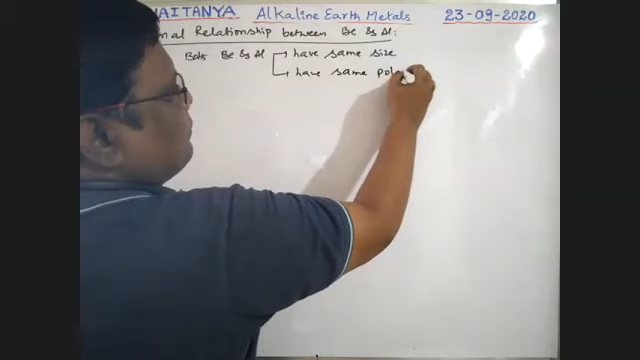 AITANYA Alkaline Earth Metals 23-09-2020
nal Relationship between Be & Al:
Both Be & Al have same size
have same pol